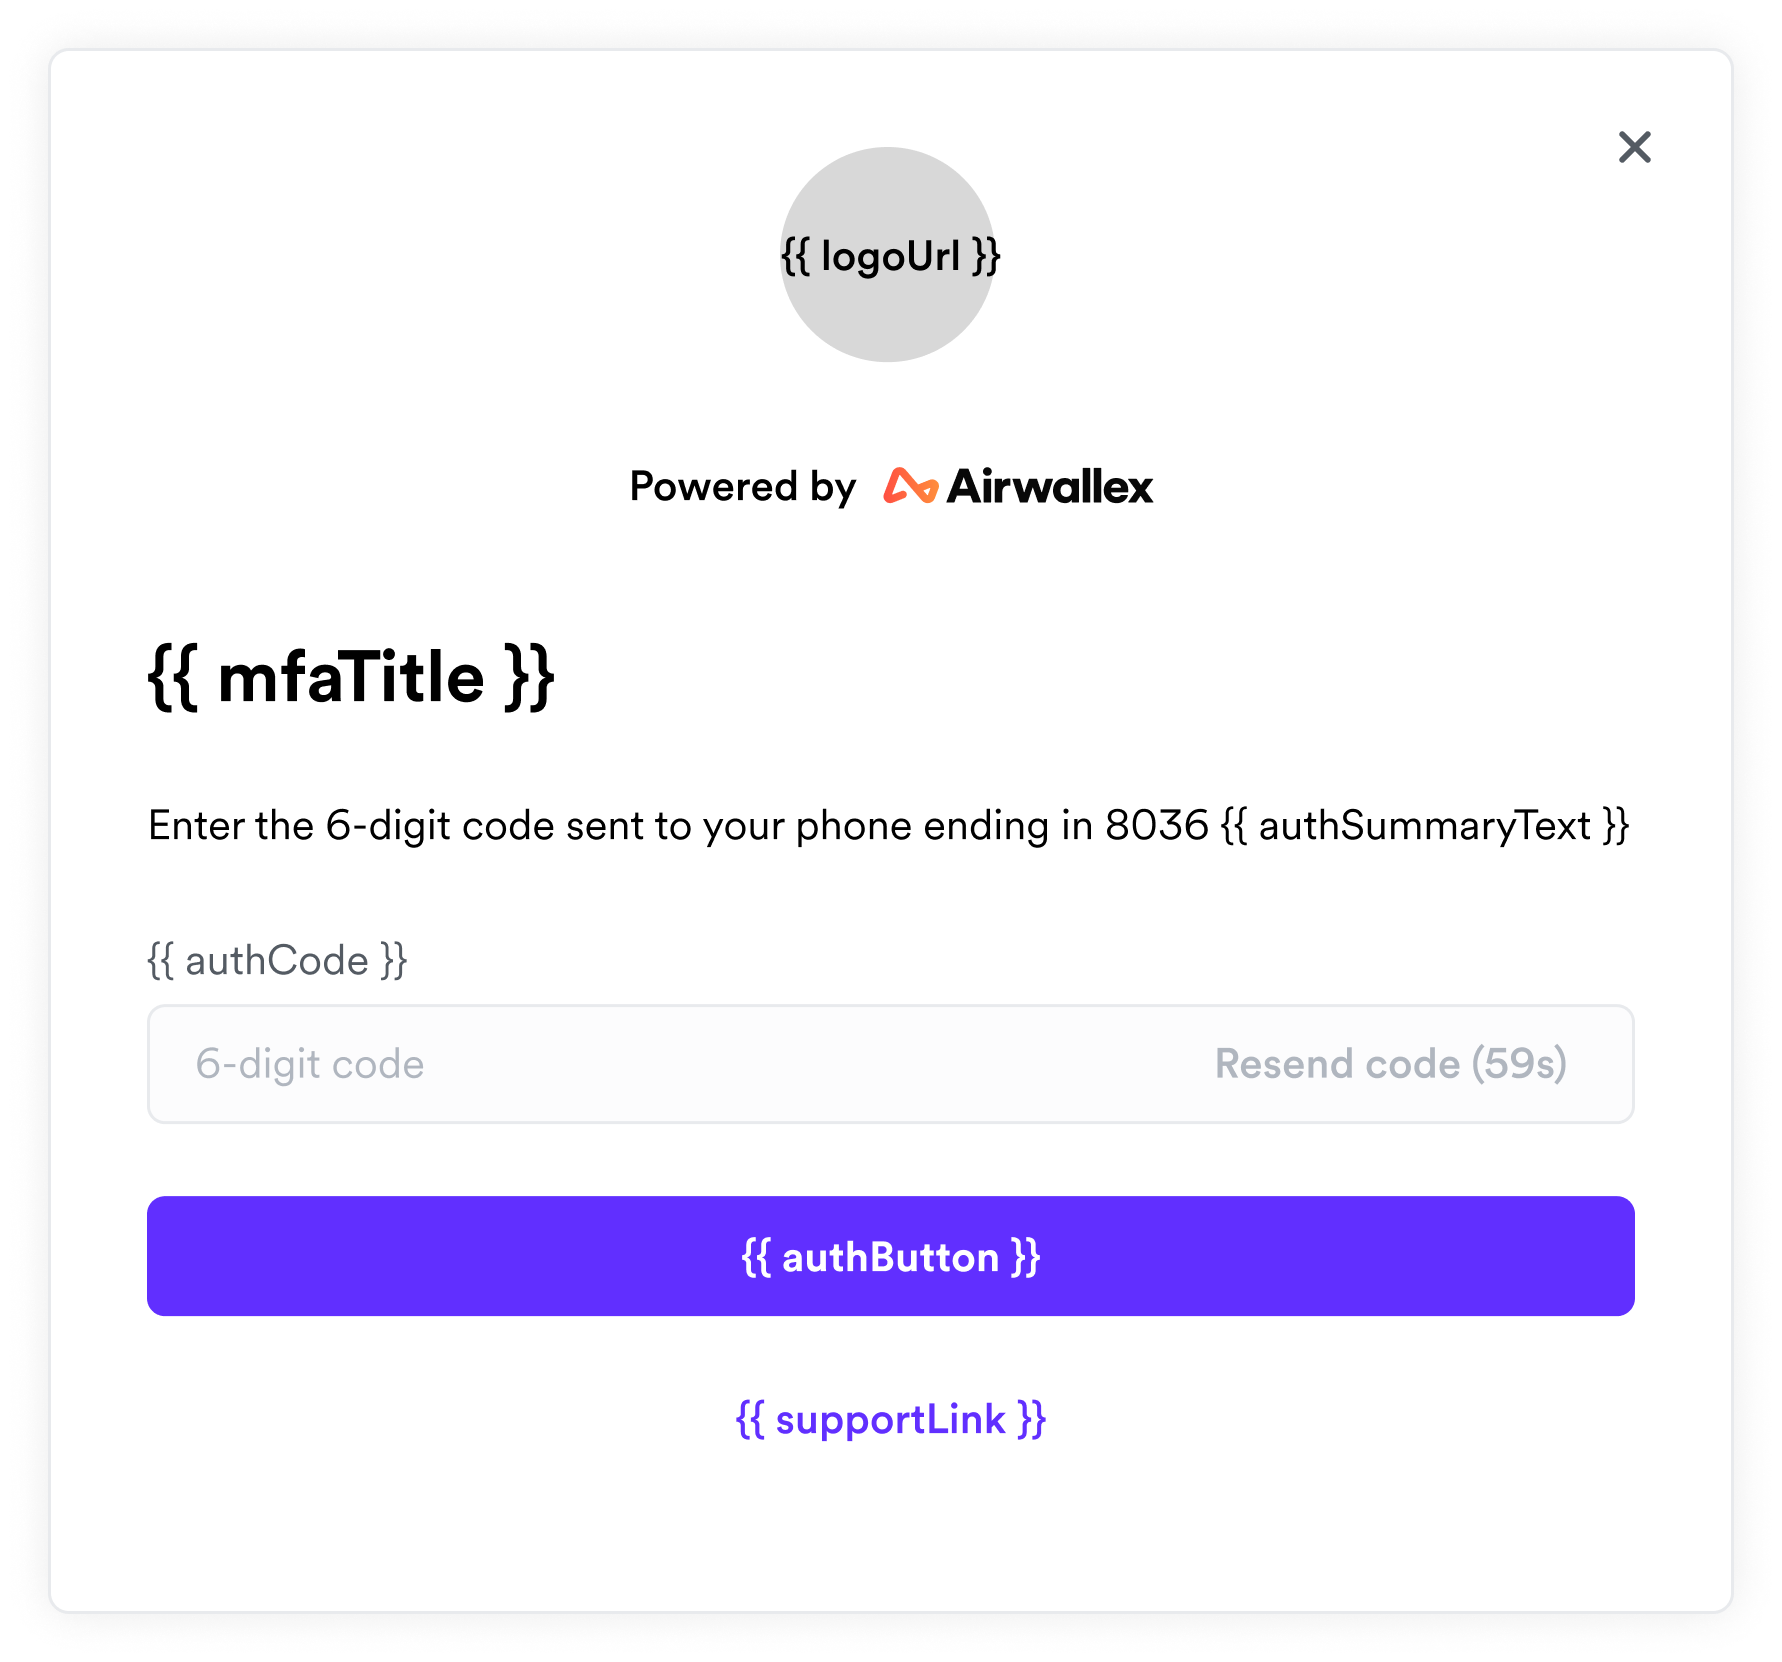 {{ logoUrl }}
Powered by Airwallex
{{ mfaTitle }}
Enter the 6-digit code sent to your phone ending in 8036 {{ authSummaryText }}
{{ authCode }}
6-digit code Resend code (59s)
{{ authButton }}
{{ supportLink }}